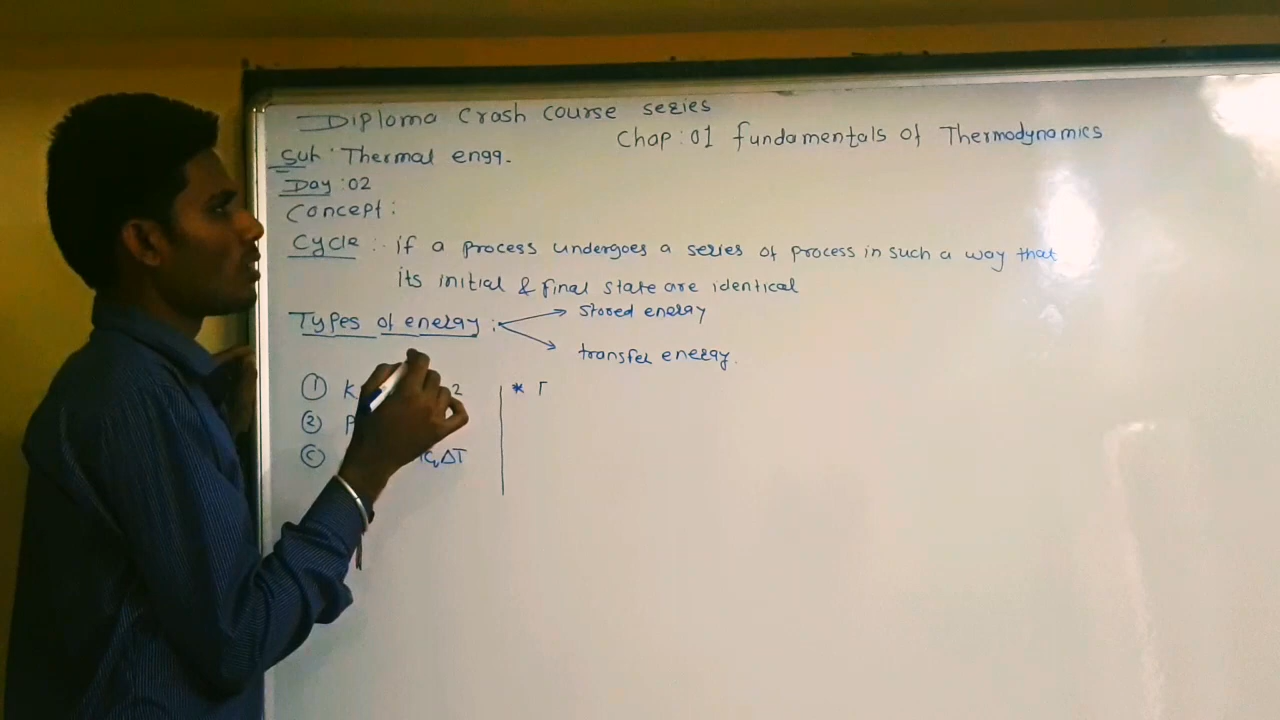 Diploma Crash course series
Chap:01 fundamentals of Thermodynamics
Sub: Thermal engg.
Day:02
Concept:
Cycle: if a process undergoes a series of process in such a way that
its initial & final state are identical
Types of energy:
stored energy
transfer energy.
① K 2
② P
Ⓒ ΔT
*